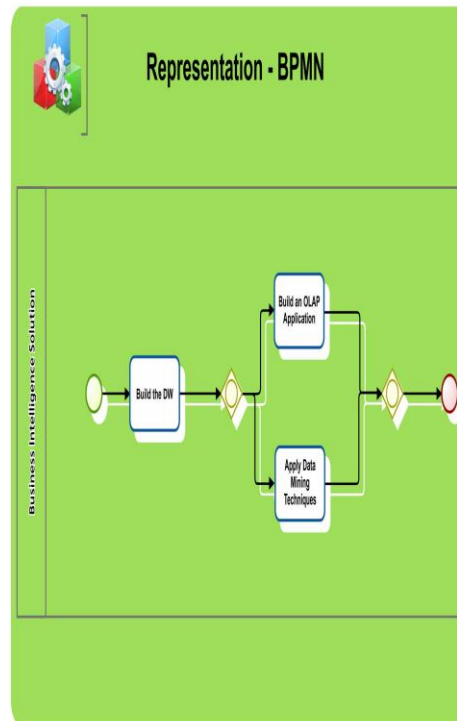 Representation - BPMN
Business Intelligence Solution
Build the DW
Build an OLAP
Application
Apply Data
Mining
Techniques